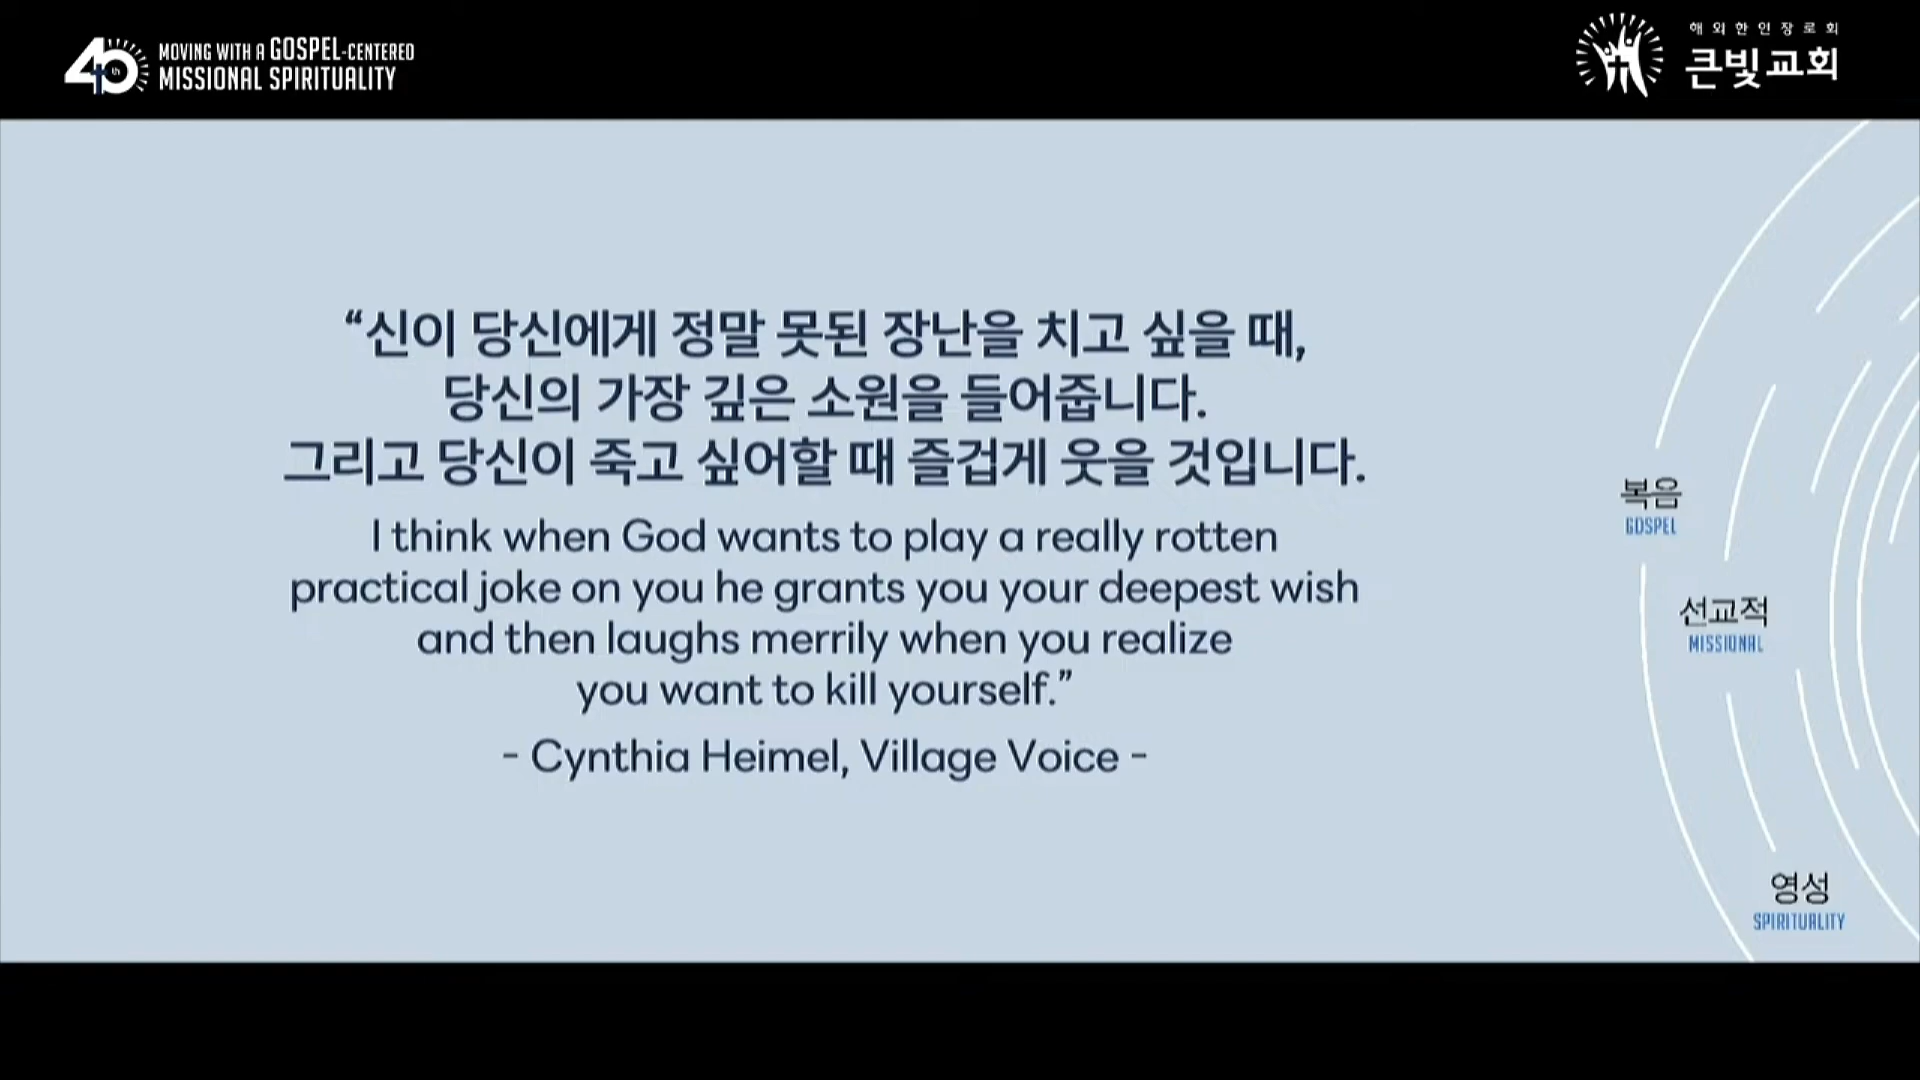 40th
MOVING WITH A GOSPEL-CENTERED
MISSIONAL SPIRITUALITY
해외한인장로회
큰빛교회
“신이 당신에게 정말 못된 장난을 치고 싶을 때,
당신의 가장 깊은 소원을 들어줍니다.
그리고 당신이 죽고 싶어할 때 즐겁게 웃을 것입니다.
I think when God wants to play a really rotten
practical joke on you he grants you your deepest wish
and then laughs merrily when you realize
you want to kill yourself.”
- Cynthia Heimel, Village Voice -
복음
GOSPEL
선교적
MISSIONAL
영성
SPIRITUALITY